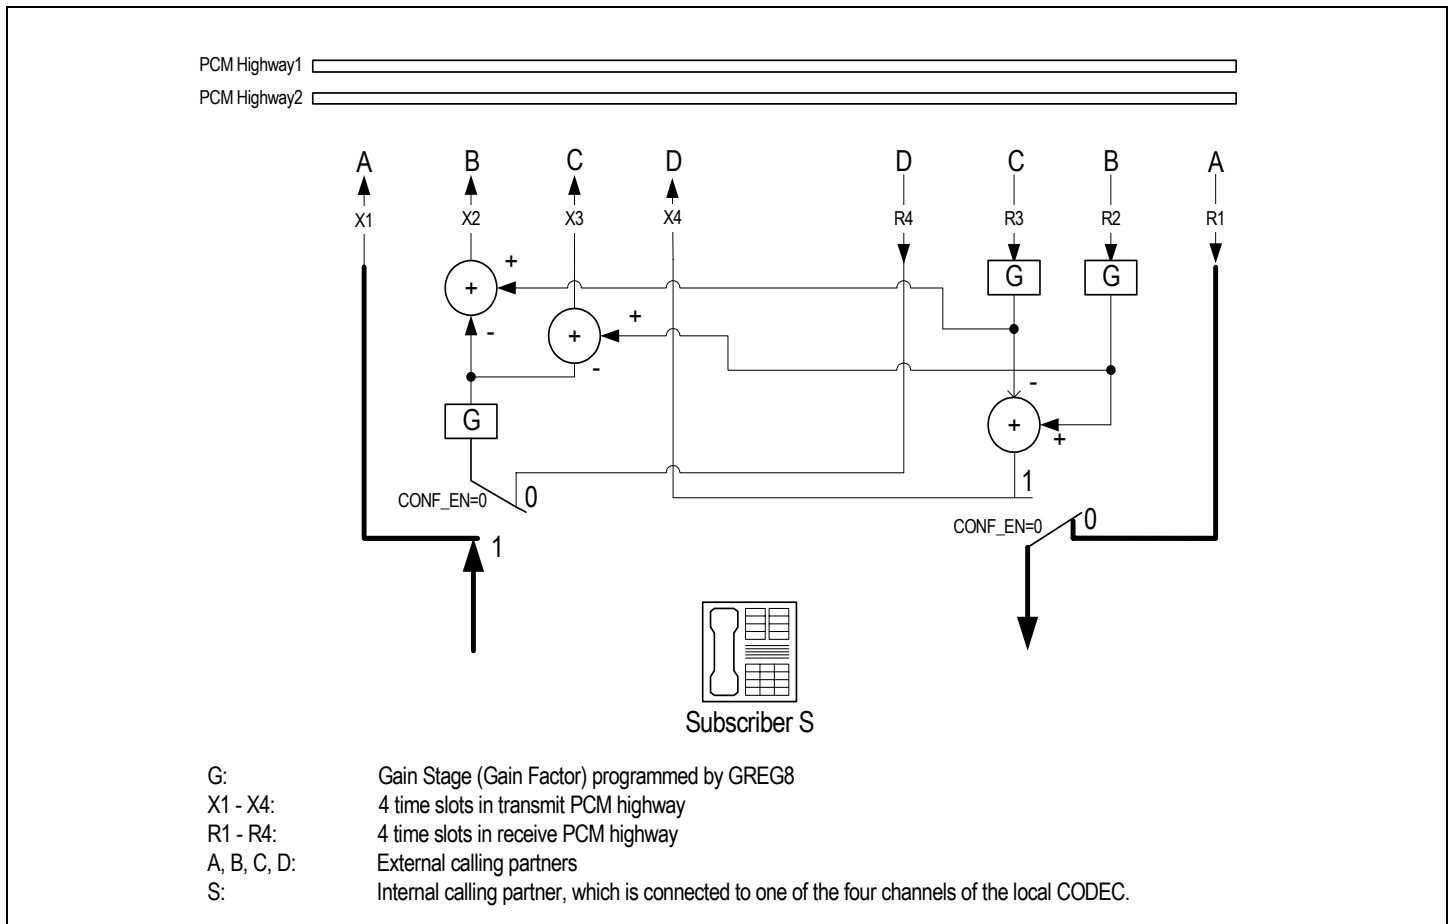 PCM Highway1
PCM Highway2
A B C D D C B A
X1 X2 X3 X4 R4 R3 R2 R1
+
G G
+
+
+
-
+
-
-
G
+
+
1
CONF_EN=0 0
CONF_EN=0 0
1
Subscriber S
G: Gain Stage (Gain Factor) programmed by GREG8
X1 - X4: 4 time slots in transmit PCM highway
R1 - R4: 4 time slots in receive PCM highway
A, B, C, D: External calling partners
S: Internal calling partner, which is connected to one of the four channels of the local CODEC.